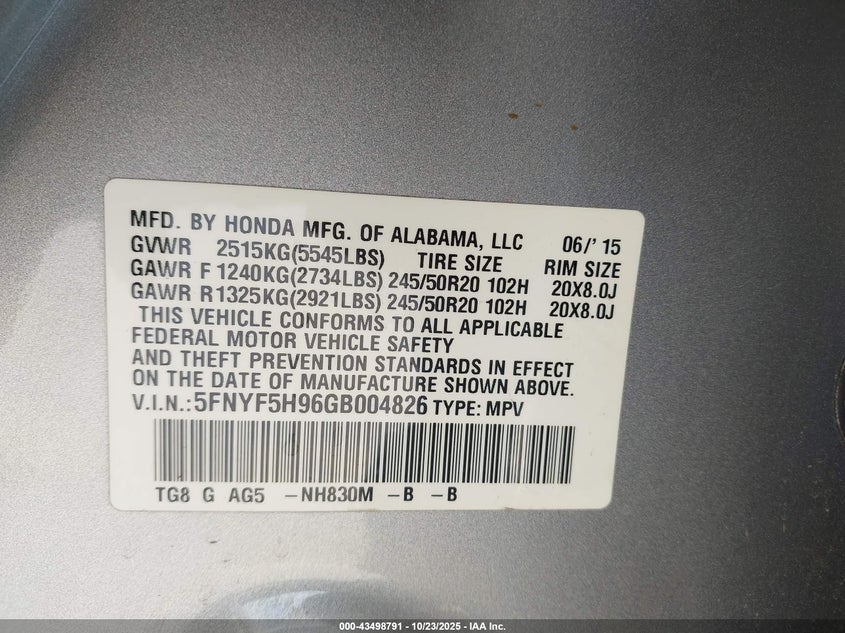 MFD. BY HONDA MFG. OF ALABAMA, LLC 06/' 15
GVWR 2515KG(5545LBS) TIRE SIZE RIM SIZE
GAWR F 1240KG(2734LBS) 245/50R20 102H 20X8.0J
GAWR R 1325KG(2921LBS) 245/50R20 102H 20X8.0J
THIS VEHICLE CONFORMS TO ALL APPLICABLE
FEDERAL MOTOR VEHICLE SAFETY
AND THEFT PREVENTION STANDARDS IN EFFECT
ON THE DATE OF MANUFACTURE SHOWN ABOVE.
V.I.N.:5FNYF5H96GB004826 TYPE: MPV
TG8 G AG5 -NH830M -B -B
000-43498791 - 10/23/2025 - IAA Inc.